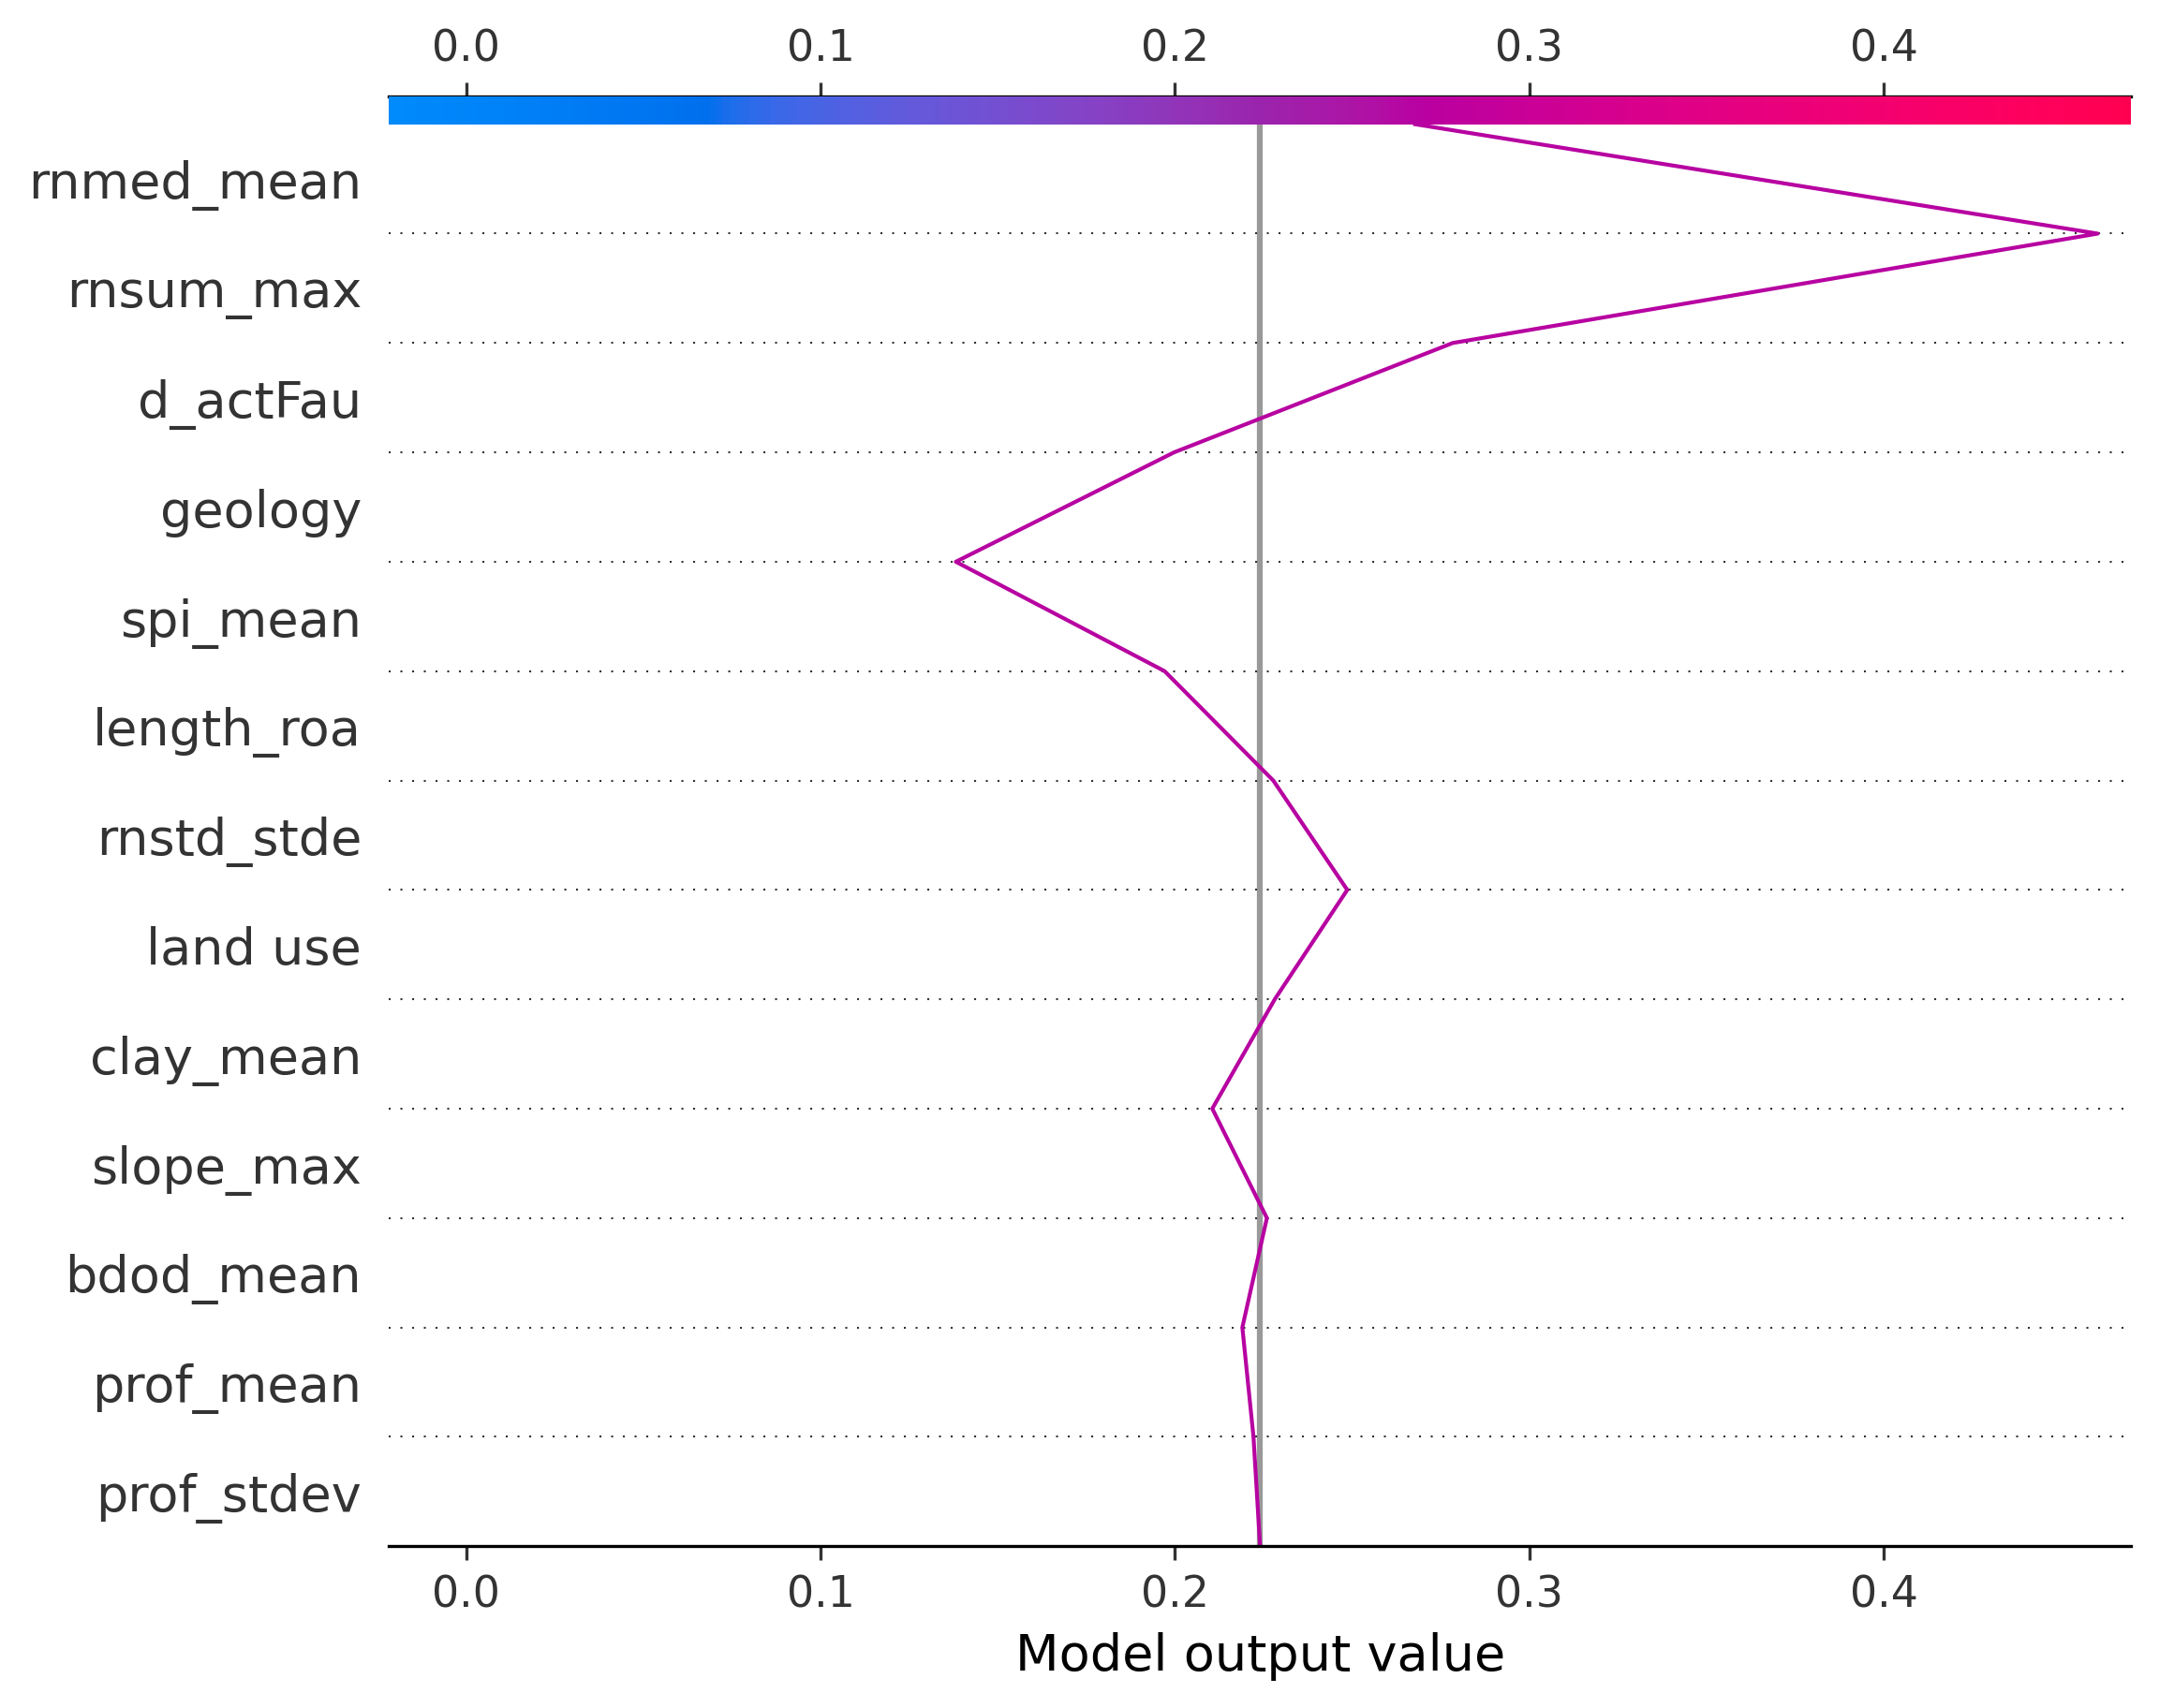 0.0 0.1 0.2 0.3 0.4
rnmed_mean
rnsum_max
d_actFau
geology
spi_mean
length_roa
rnstd_stde
land use
clay_mean
slope_max
bdod_mean
prof_mean
prof_stdev
0.0 0.1 0.2 0.3 0.4
Model output value